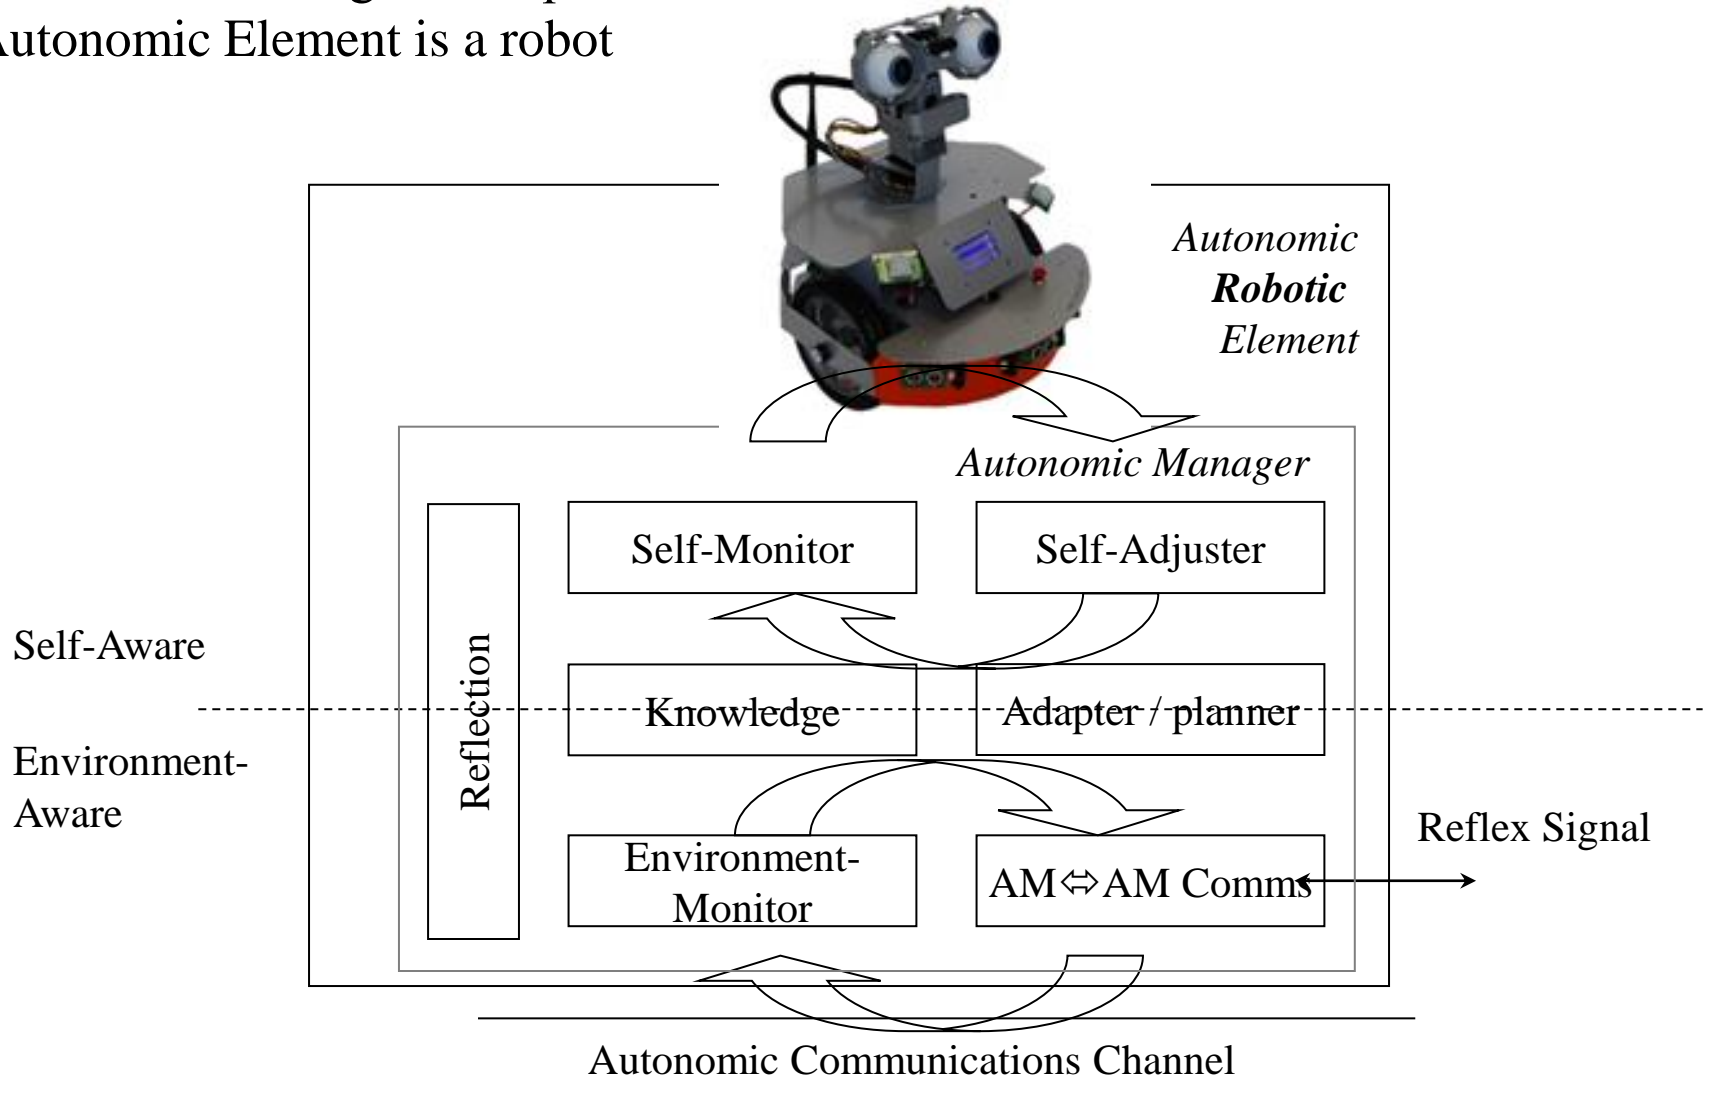 Autonomic Element is a robot
Autonomic
Robotic
Element
Autonomic Manager
Self-Monitor
Self-Adjuster
Self-Aware
Reflection
Knowledge
Adapter / planner
Environment-
Aware
Environment-
Monitor
AM⇔AM Comms
Reflex Signal
Autonomic Communications Channel